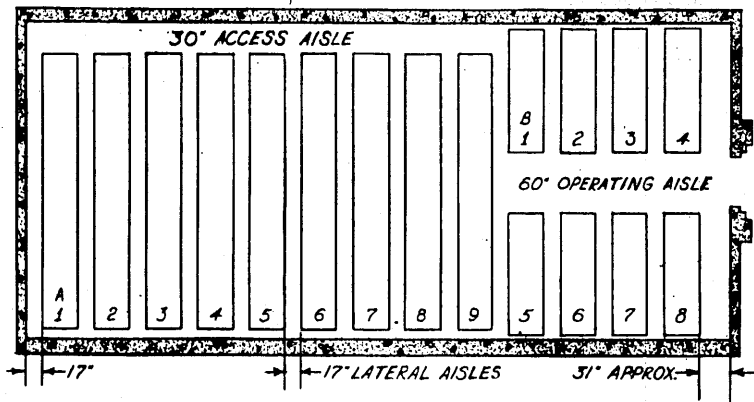 30" ACCESS AISLE
B
1 2 3 4
60" OPERATING AISLE
A
1 2 3 4 5 6 7 8 9 5 6 7 8
17" 17" LATERAL AISLES 31" APPROX.